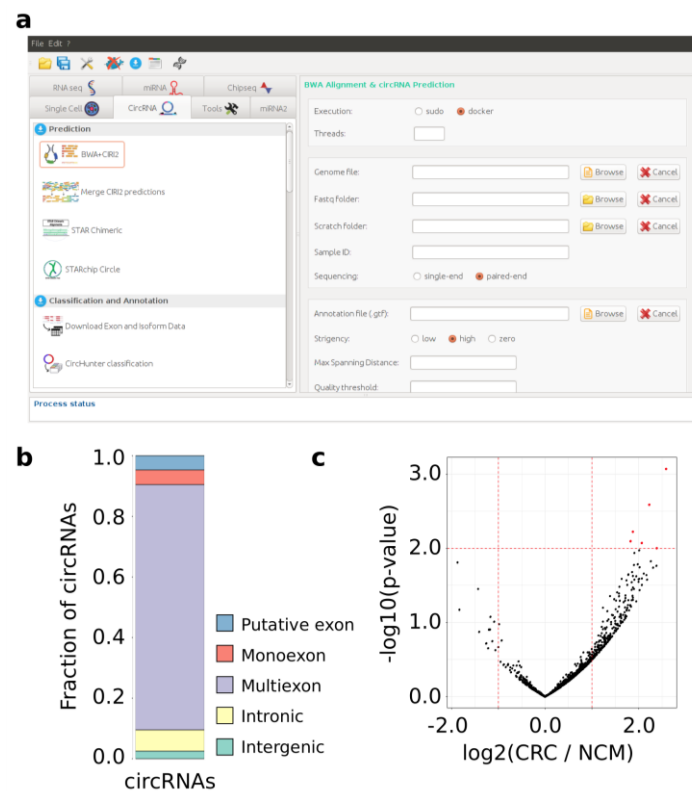 a
File Edit ?
RNA seq
miRNA
Chipseq
Single Cell
CircRNA
Tools
miRNA2
Prediction
BWA+CIRI2
Merge CIRI2 predictions
STAR Chimeric
STARchip Circle
Classification and Annotation
Download Exon and Isoform Data
CircHunter classification
BWA Alignment & circRNA Prediction
Execution: sudo docker
Threads:
Genome file: Browse Cancel
Fastq folder: Browse Cancel
Scratch folder: Browse Cancel
Sample ID:
Sequencing: single-end paired-end
Annotation file (.gtf): Browse Cancel
Strigency: low high zero
Max Spanning Distance:
Quality threshold:
Process status
b
1.0
0.8
0.6
0.4
0.2
0.0
Fraction of circRNAs
circRNAs
Putative exon
Monoexon
Multiexon
Intronic
Intergenic
c
3.0
2.0
1.0
0.0
-log10(p-value)
-2.0 0.0 2.0
log2(CRC / NCM)